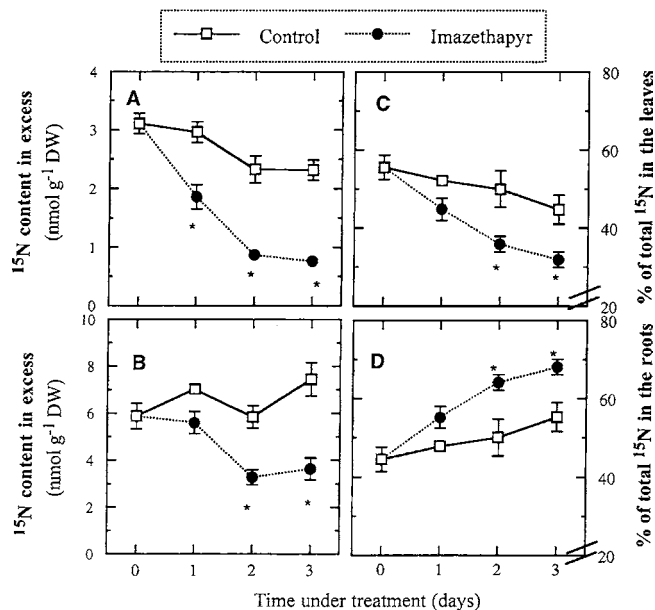 Control Imazethapyr
A
15N content in excess
(nmol g-1 DW)
4
3
2
1
0
*
*
*
C
% of total 15N in the leaves
80
60
40
20
*
*
B
15N content in excess
(nmol g-1 DW)
10
8
6
4
2
0
*
*
D
% of total 15N in the roots
80
60
40
20
*
*
0 1 2 3 0 1 2 3
Time under treatment (days)